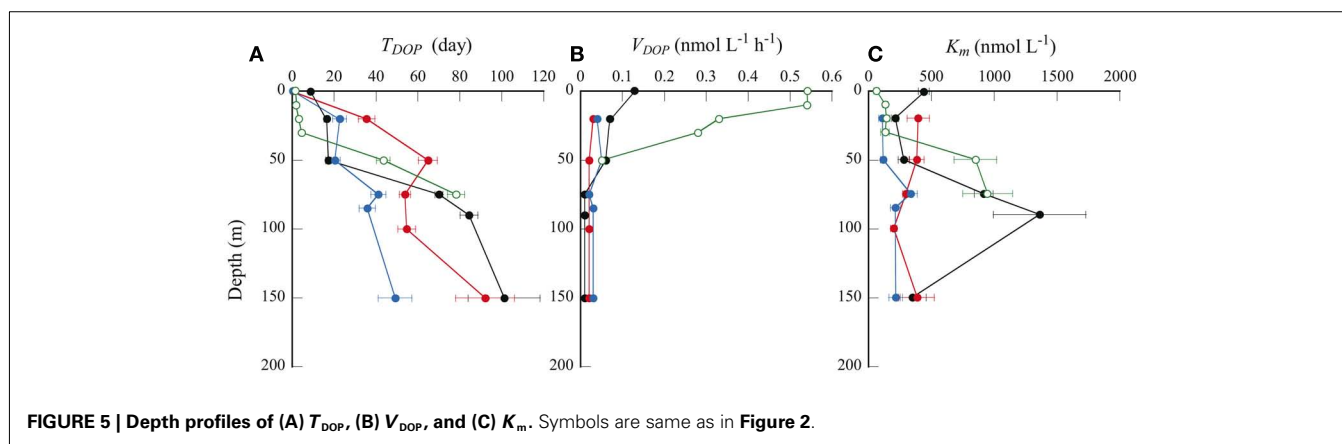 A
T_DOP (day)
0 20 40 60 80 100 120
B
V_DOP (nmol L⁻¹ h⁻¹)
0 0.1 0.2 0.3 0.4 0.5 0.6
C
K_m (nmol L⁻¹)
0 500 1000 1500 2000
Depth (m)
0
50
100
150
200
0
50
100
150
200
0
50
100
150
200
FIGURE 5 | Depth profiles of (A) T_DOP, (B) V_DOP, and (C) K_m. Symbols are same as in Figure 2.